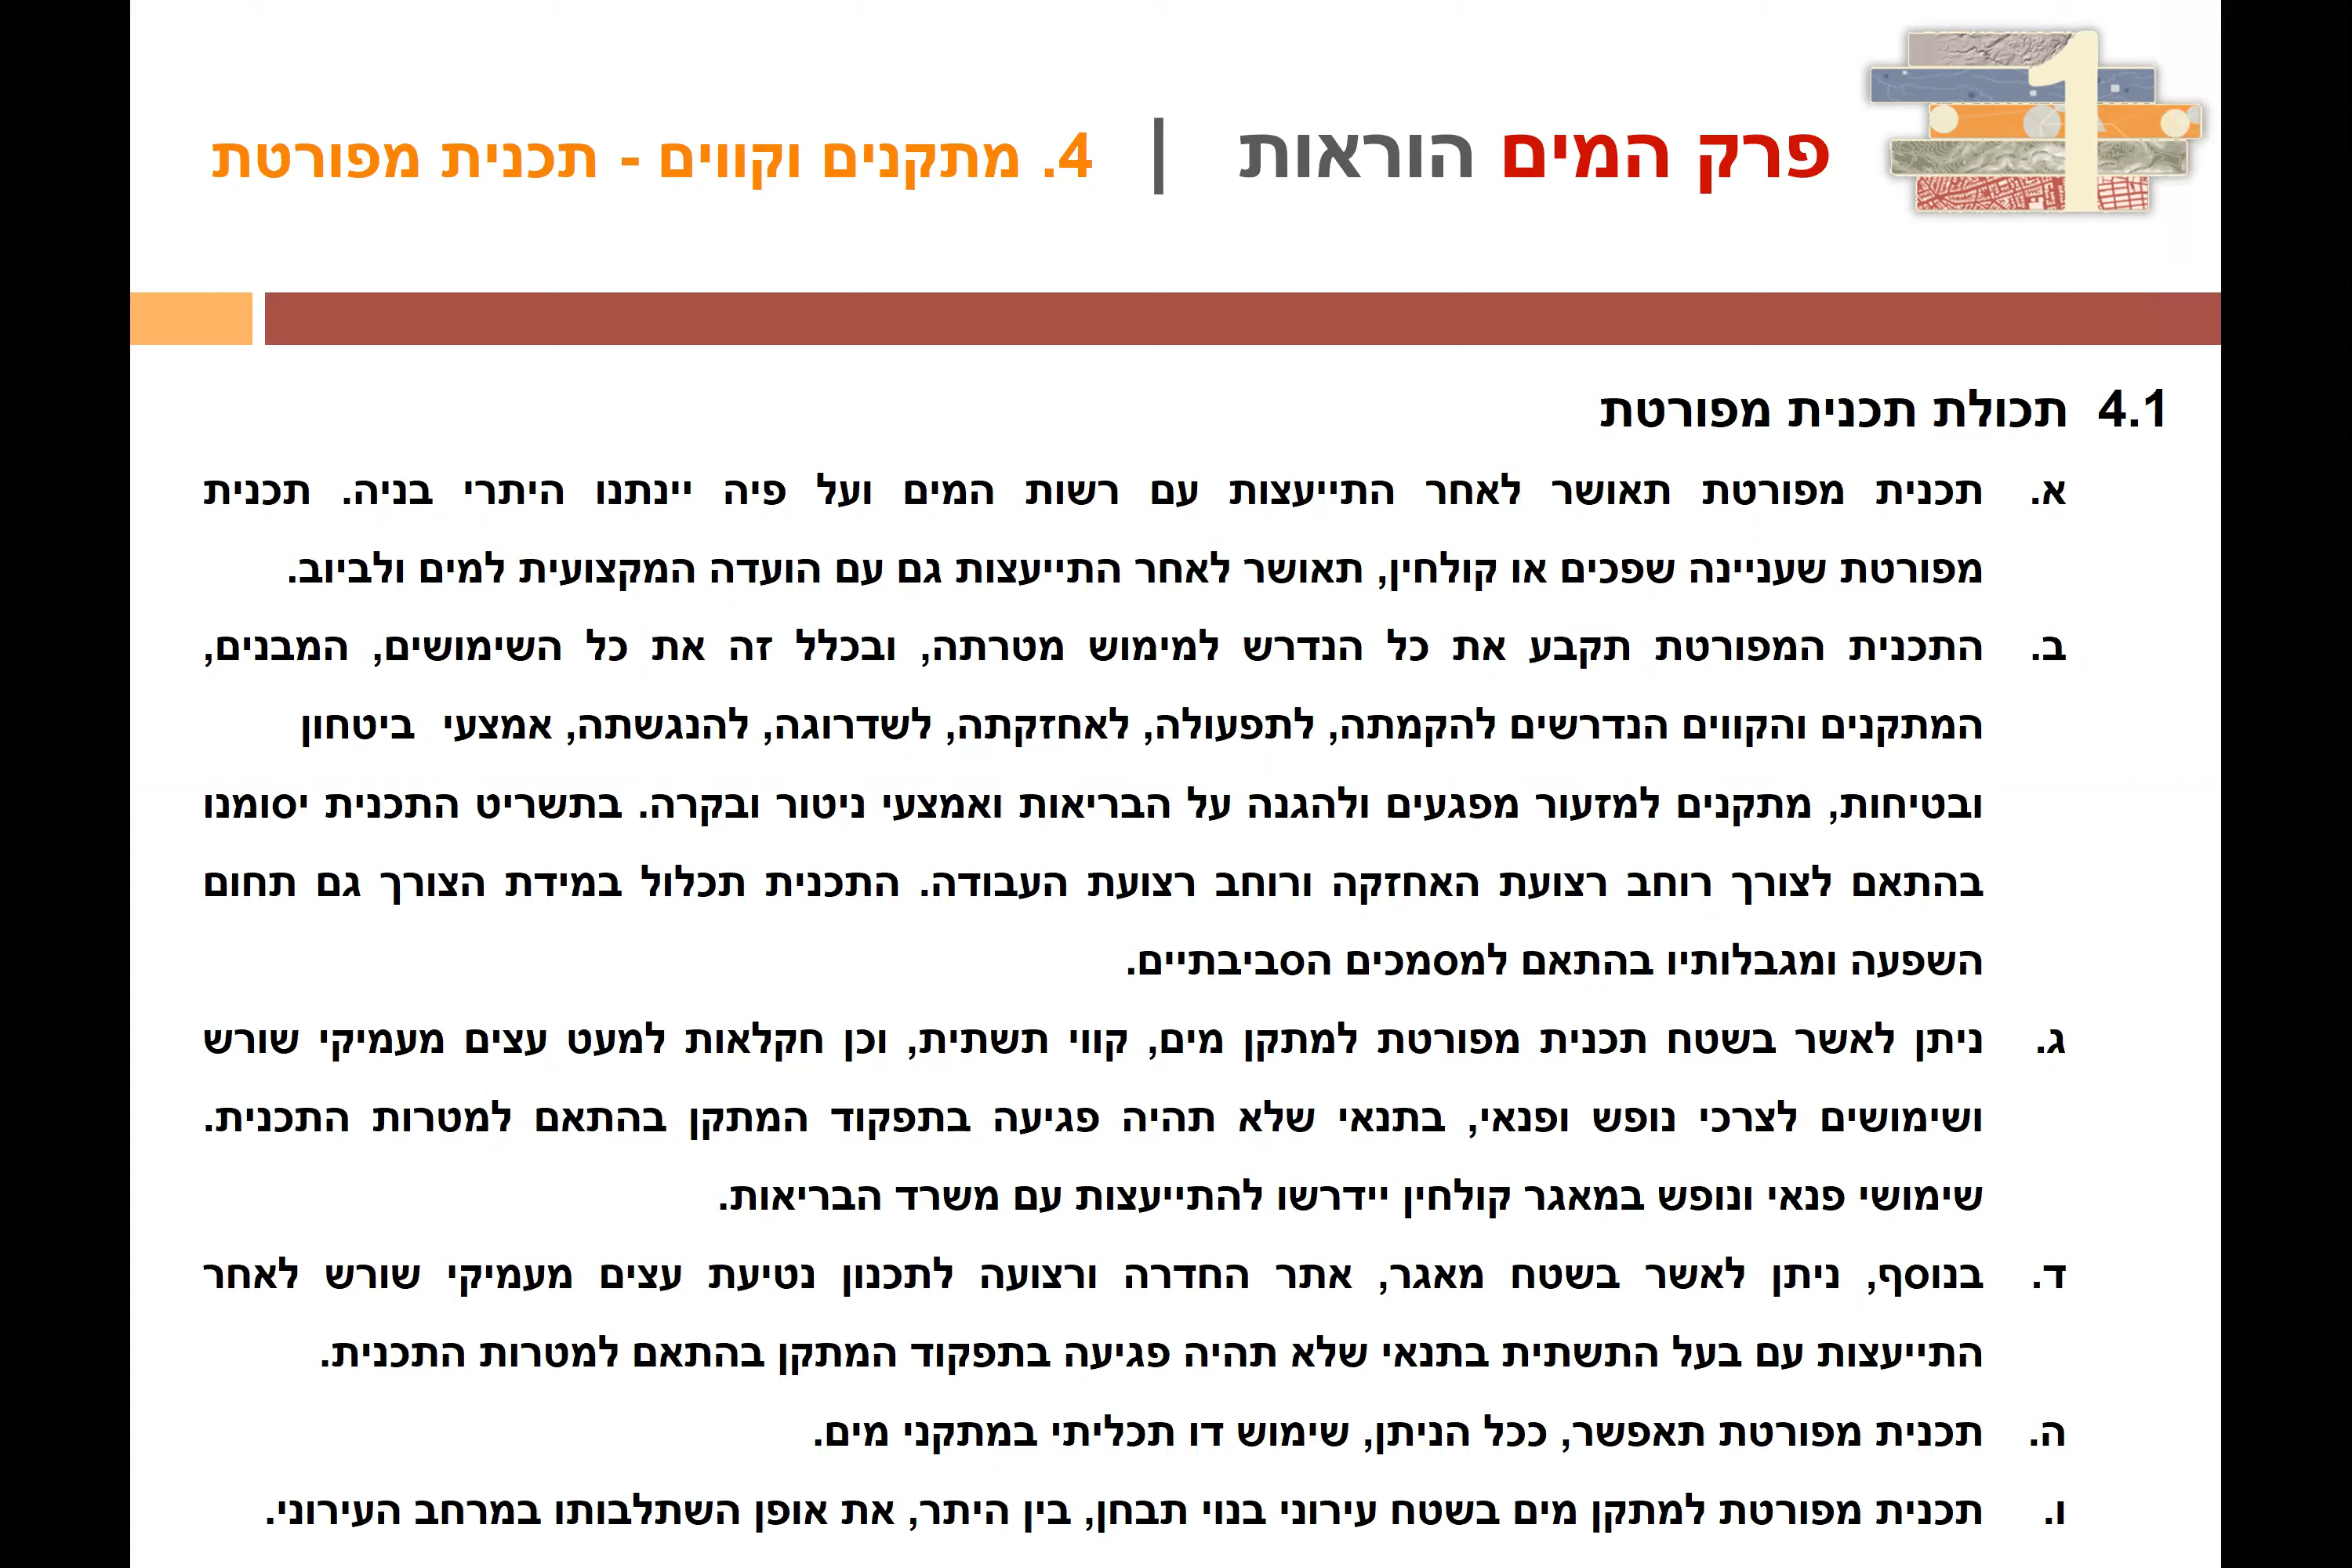 פרק המים הוראות | 4. מתקנים וקווים - תכנית מפורטת
1
4.1 תכולת תכנית מפורטת
א. תכנית מפורטת תאושר לאחר התייעצות עם רשות המים ועל פיה יינתנו היתרי בניה. תכנית
מפורטת שעניינה שפכים או קולחין, תאושר לאחר התייעצות גם עם הועדה המקצועית למים ולביוב.
ב. התכנית המפורטת תקבע את כל הנדרש למימוש מטרתה, ובכלל זה את כל השימושים, המבנים,
המתקנים והקווים הנדרשים להקמתה, לתפעולה, לאחזקתה, לשדרוגה, להנגשתה, אמצעי ביטחון
ובטיחות, מתקנים למזעור מפגעים ולהגנה על הבריאות ואמצעי ניטור ובקרה. בתשריט התכנית יסומנו
בהתאם לצורך רוחב רצועת האחזקה ורוחב רצועת העבודה. התכנית תכלול במידת הצורך גם תחום
השפעה ומגבלותיו בהתאם למסמכים הסביבתיים.
ג. ניתן לאשר בשטח תכנית מפורטת למתקן מים, קווי תשתית, וכן חקלאות למעט עצים מעמיקי שורש
ושימושים לצרכי נופש ופנאי, בתנאי שלא תהיה פגיעה בתפקוד המתקן בהתאם למטרות התכנית.
שימושי פנאי ונופש במאגר קולחין יידרשו להתייעצות עם משרד הבריאות.
ד. בנוסף, ניתן לאשר בשטח מאגר, אתר החדרה ורצועה לתכנון נטיעת עצים מעמיקי שורש לאחר
התייעצות עם בעל התשתית בתנאי שלא תהיה פגיעה בתפקוד המתקן בהתאם למטרות התכנית.
ה. תכנית מפורטת תאפשר, ככל הניתן, שימוש דו תכליתי במתקני מים.
ו. תכנית מפורטת למתקן מים בשטח עירוני בנוי תבחן, בין היתר, את אופן השתלבותו במרחב העירוני.